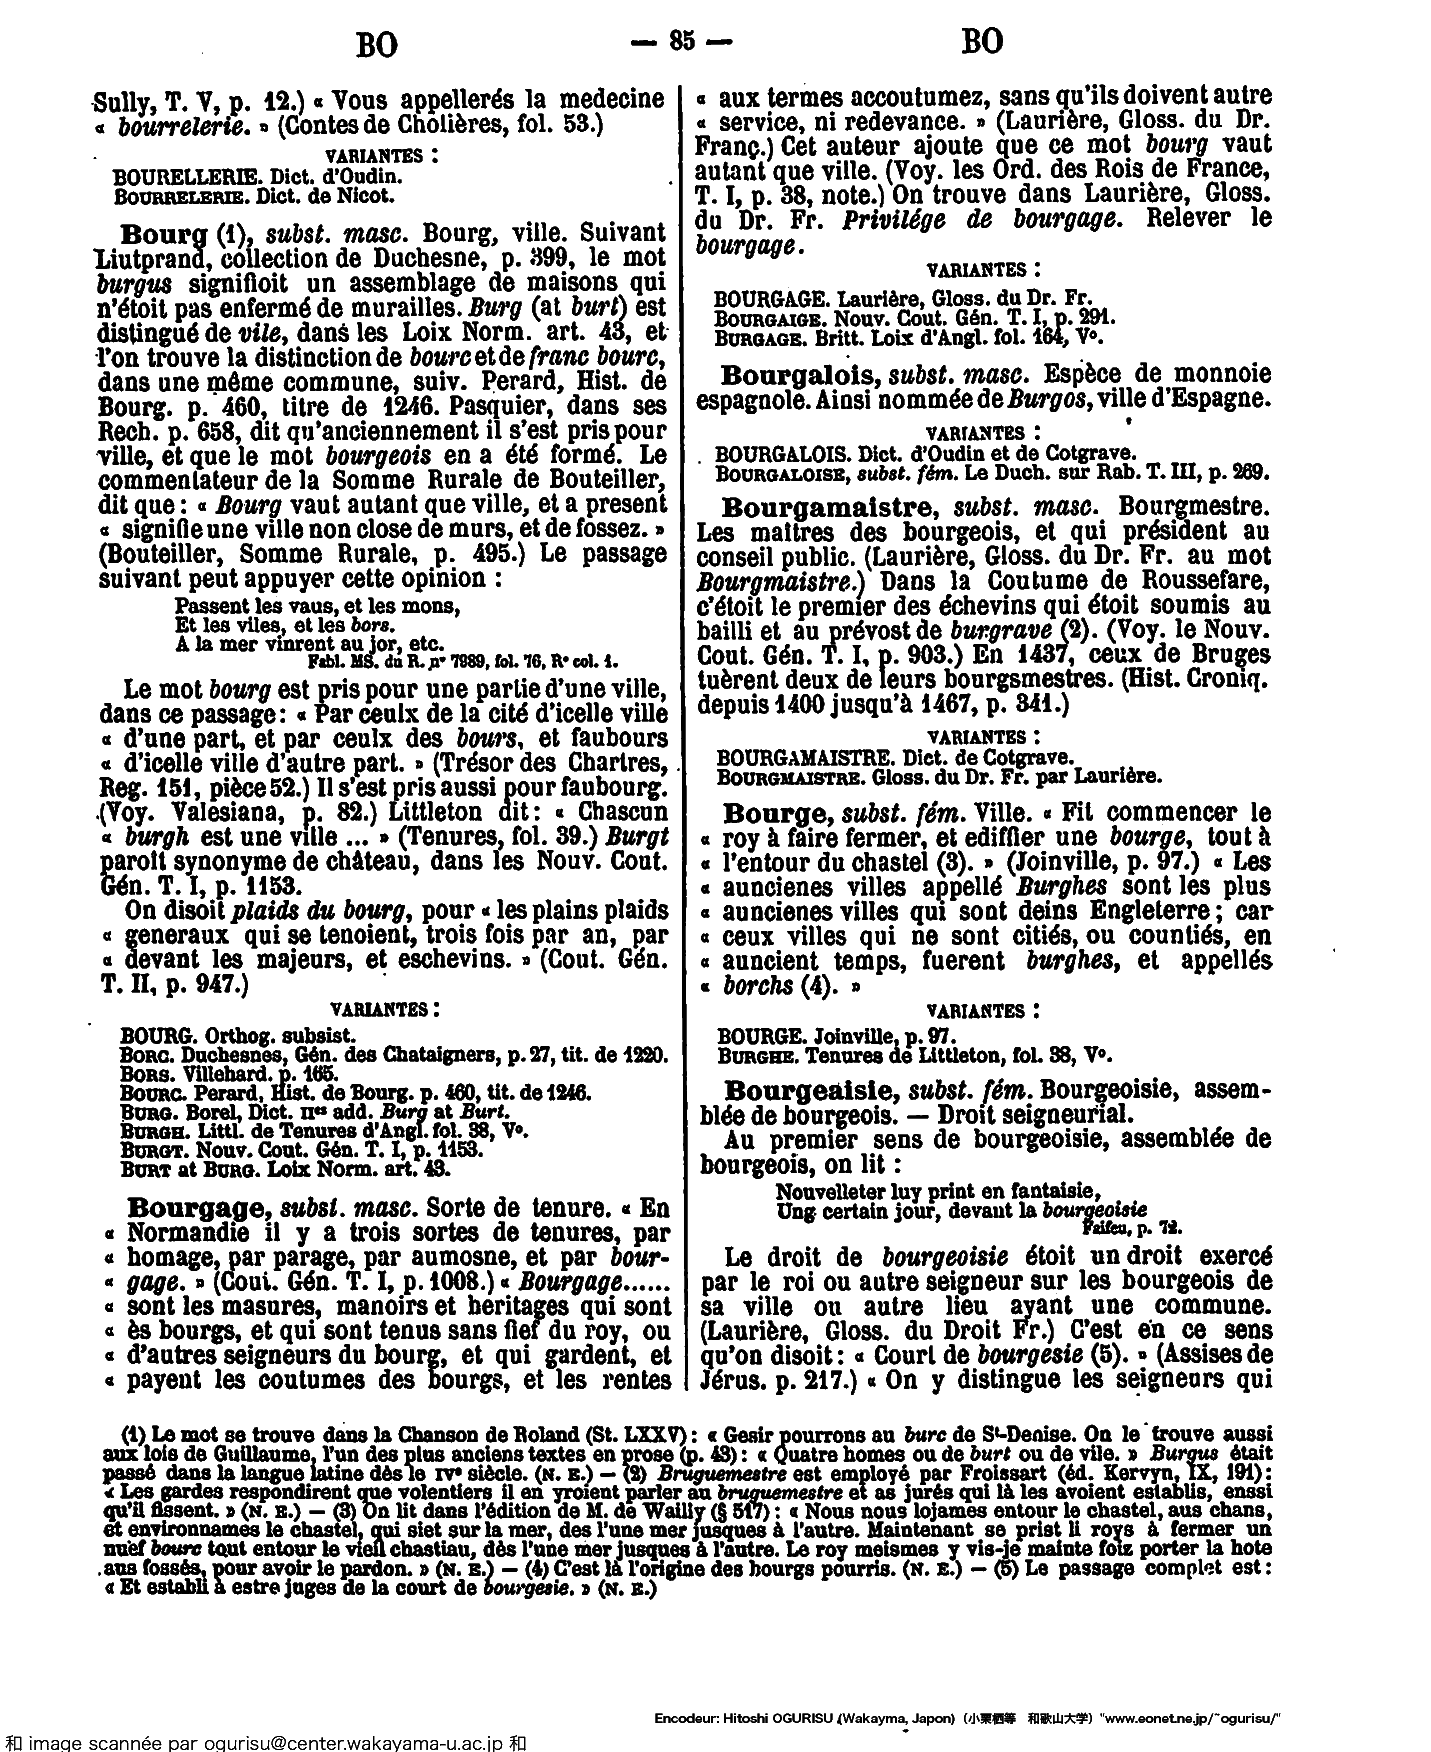 BO — 85 — BO
Sully, T. V, p. 12.) « Vous appellerés la medecine
« bourrelerie. » (Contes de Cholières, fol. 53.)
VARIANTES :
BOURELLERIE. Dict. d'Oudin.
BOURRELERIE. Dict. de Nicot.
Bourg (1), subst. masc. Bourg, ville. Suivant
Liutprand, collection de Duchesne, p. 399, le mot
burgus signifioit un assemblage de maisons qui
n'étoit pas enfermé de murailles. Burg (at burt) est
distingué de vile, dans les Loix Norm. art. 43, et
l'on trouve la distinction de bourc et de franc bourc,
dans une même commune, suiv. Perard, Hist. de
Bourg. p. 460, titre de 1246. Pasquier, dans ses
Rech. p. 658, dit qu'anciennement il s'est pris pour
ville, et que le mot bourgeois en a été formé. Le
commentateur de la Somme Rurale de Bouteiller,
dit que : « Bourg vaut autant que ville, et a present
« signifie une ville non close de murs, et de fossez. »
(Bouteiller, Somme Rurale, p. 495.) Le passage
suivant peut appuyer cette opinion :
Passent les vaus, et les mons,
Et les viles, et les bors.
A la mer vinrent au jor, etc.
Fabl. MS. du R. nº 7989, fol. 76, Rº col. 1.
Le mot bourg est pris pour une partie d'une ville,
dans ce passage : « Par ceulx de la cité d'icelle ville
« d'une part, et par ceulx des bours, et faubours
« d'icelle ville d'autre part. » (Trésor des Chartres,
Reg. 151, pièce 52.) Il s'est pris aussi pour faubourg.
(Voy. Valesiana, p. 82.) Littleton dit : « Chascun
« burgh est une ville ... » (Tenures, fol. 39.) Burgt
paroît synonyme de château, dans les Nouv. Cout.
Gén. T. I, p. 1153.
On disoit plaids du bourg, pour « les plains plaids
« generaux qui se tenoient, trois fois par an, par
« devant les majeurs, et eschevins. » (Cout. Gén.
T. II, p. 947.)
VARIANTES :
BOURG. Orthog. subsist.
BORC. Duchesnes, Gén. des Chataigners, p. 27, tit. de 1220.
BORS. Villehard. p. 165.
BOURC. Perard, Hist. de Bourg. p. 460, tit. de 1246.
BURG. Borel, Dict. IIes add. Burg at Burt.
BURGH. Littl. de Tenures d'Angl. fol. 38, Vº.
BURGT. Nouv. Cout. Gén. T. I, p. 1153.
BURT at BURG. Loix Norm. art. 43.
Bourgage, subst. masc. Sorte de tenure. « En
« Normandie il y a trois sortes de tenures, par
« homage, par parage, par aumosne, et par bour-
« gage. » (Cout. Gén. T. I, p. 1008.) « Bourgage......
« sont les masures, manoirs et heritages qui sont
« ès bourgs, et qui sont tenus sans fief du roy, ou
« d'autres seigneurs du bourg, et qui gardent, et
« payent les coutumes des bourgs, et les rentes
« aux termes accoutumez, sans qu'ils doivent autre
« service, ni redevance. » (Laurière, Gloss. du Dr.
Franç.) Cet auteur ajoute que ce mot bourg vaut
autant que ville. (Voy. les Ord. des Rois de France,
T. I, p. 38, note.) On trouve dans Laurière, Gloss.
du Dr. Fr. Privilége de bourgage. Relever le
bourgage.
VARIANTES :
BOURGAGE. Laurière, Gloss. du Dr. Fr.
BOURGAIGE. Nouv. Cout. Gén. T. I, p. 291.
BURGAGE. Britt. Loix d'Angl. fol. 164, Vº.
Bourgalois, subst. masc. Espèce de monnoie
espagnole. Ainsi nommée de Burgos, ville d'Espagne.
VARIANTES :
BOURGALOIS. Dict. d'Oudin et de Cotgrave.
BOURGALOISE, subst. fém. Le Duch. sur Rab. T. III, p. 269.
Bourgamaistre, subst. masc. Bourgmestre.
Les maîtres des bourgeois, et qui président au
conseil public. (Laurière, Gloss. du Dr. Fr. au mot
Bourgmaistre.) Dans la Coutume de Roussefare,
c'étoit le premier des échevins qui étoit soumis au
bailli et au prévost de burgrave (2). (Voy. le Nouv.
Cout. Gén. T. I, p. 903.) En 1437, ceux de Bruges
tuèrent deux de leurs bourgsmestres. (Hist. Croniq.
depuis 1400 jusqu'à 1467, p. 341.)
VARIANTES :
BOURGAMAISTRE. Dict. de Cotgrave.
BOURGMAISTRE. Gloss. du Dr. Fr. par Laurière.
Bourge, subst. fém. Ville. « Fit commencer le
« roy à faire fermer, et ediffier une bourge, tout à
« l'entour du chastel (3). » (Joinville, p. 97.) « Les
« auncienes villes appellé Burghes sont les plus
« auncienes villes qui sont deins Engleterre ; car
« ceux villes qui ne sont citiés, ou countiés, en
« auncient temps, fuerent burghes, et appellés
« borchs (4). »
VARIANTES :
BOURGE. Joinville, p. 97.
BURGHE. Tenures de Littleton, fol. 38, Vº.
Bourgeaisie, subst. fém. Bourgeoisie, assem-
blée de bourgeois. — Droit seigneurial.
Au premier sens de bourgeoisie, assemblée de
bourgeois, on lit :
Nouvelleter luy print en fantaisie,
Ung certain jour, devant la bourgeoisie
Faifeu, p. 72.
Le droit de bourgeoisie étoit un droit exercé
par le roi ou autre seigneur sur les bourgeois de
sa ville ou autre lieu ayant une commune.
(Laurière, Gloss. du Droit Fr.) C'est en ce sens
qu'on disoit : « Court de bourgesie (5). » (Assises de
Jérus. p. 217.) « On y distingue les seigneurs qui
(1) Le mot se trouve dans la Chanson de Roland (St. LXXV) : « Gesir pourrons au burc de St-Denise. On le trouve aussi
aux lois de Guillaume, l'un des plus anciens textes en prose (p. 43) : « Quatre homes ou de burt ou de vile. » Burgus était
passé dans la langue latine dès le IVe siècle. (N. E.) — (2) Bruguemestre est employé par Froissart (éd. Kervyn, IX, 191) :
« Les gardes respondirent que volentiers il en yroient parler au bruguemestre et as jurés qui là les avoient establis, enssi
qu'il fissent. » (N. E.) — (3) On lit dans l'édition de M. de Wailly (§ 517) : « Nous nous lojames entour le chastel, aus chans,
et environnames le chastel, qui siet sur la mer, des l'une mer jusques à l'autre. Maintenant se prist li roys à fermer un
nuef bourc tout entour le vieil chastiau, dès l'une mer jusques à l'autre. Le roy meismes y vis-je mainte foiz porter la hote
aus fossés, pour avoir le pardon. » (N. E.) — (4) C'est là l'origine des bourgs pourris. (N. E.) — (5) Le passage complet est :
« Et establi à estre juges de la court de bourgesie. » (N. E.)
Encodeur: Hitoshi OGURISU (Wakayma, Japon)（小栗栖等　和歌山大学）"www.eonet.ne.jp/~ogurisu/"
和 image scannée par ogurisu@center.wakayama-u.ac.jp 和